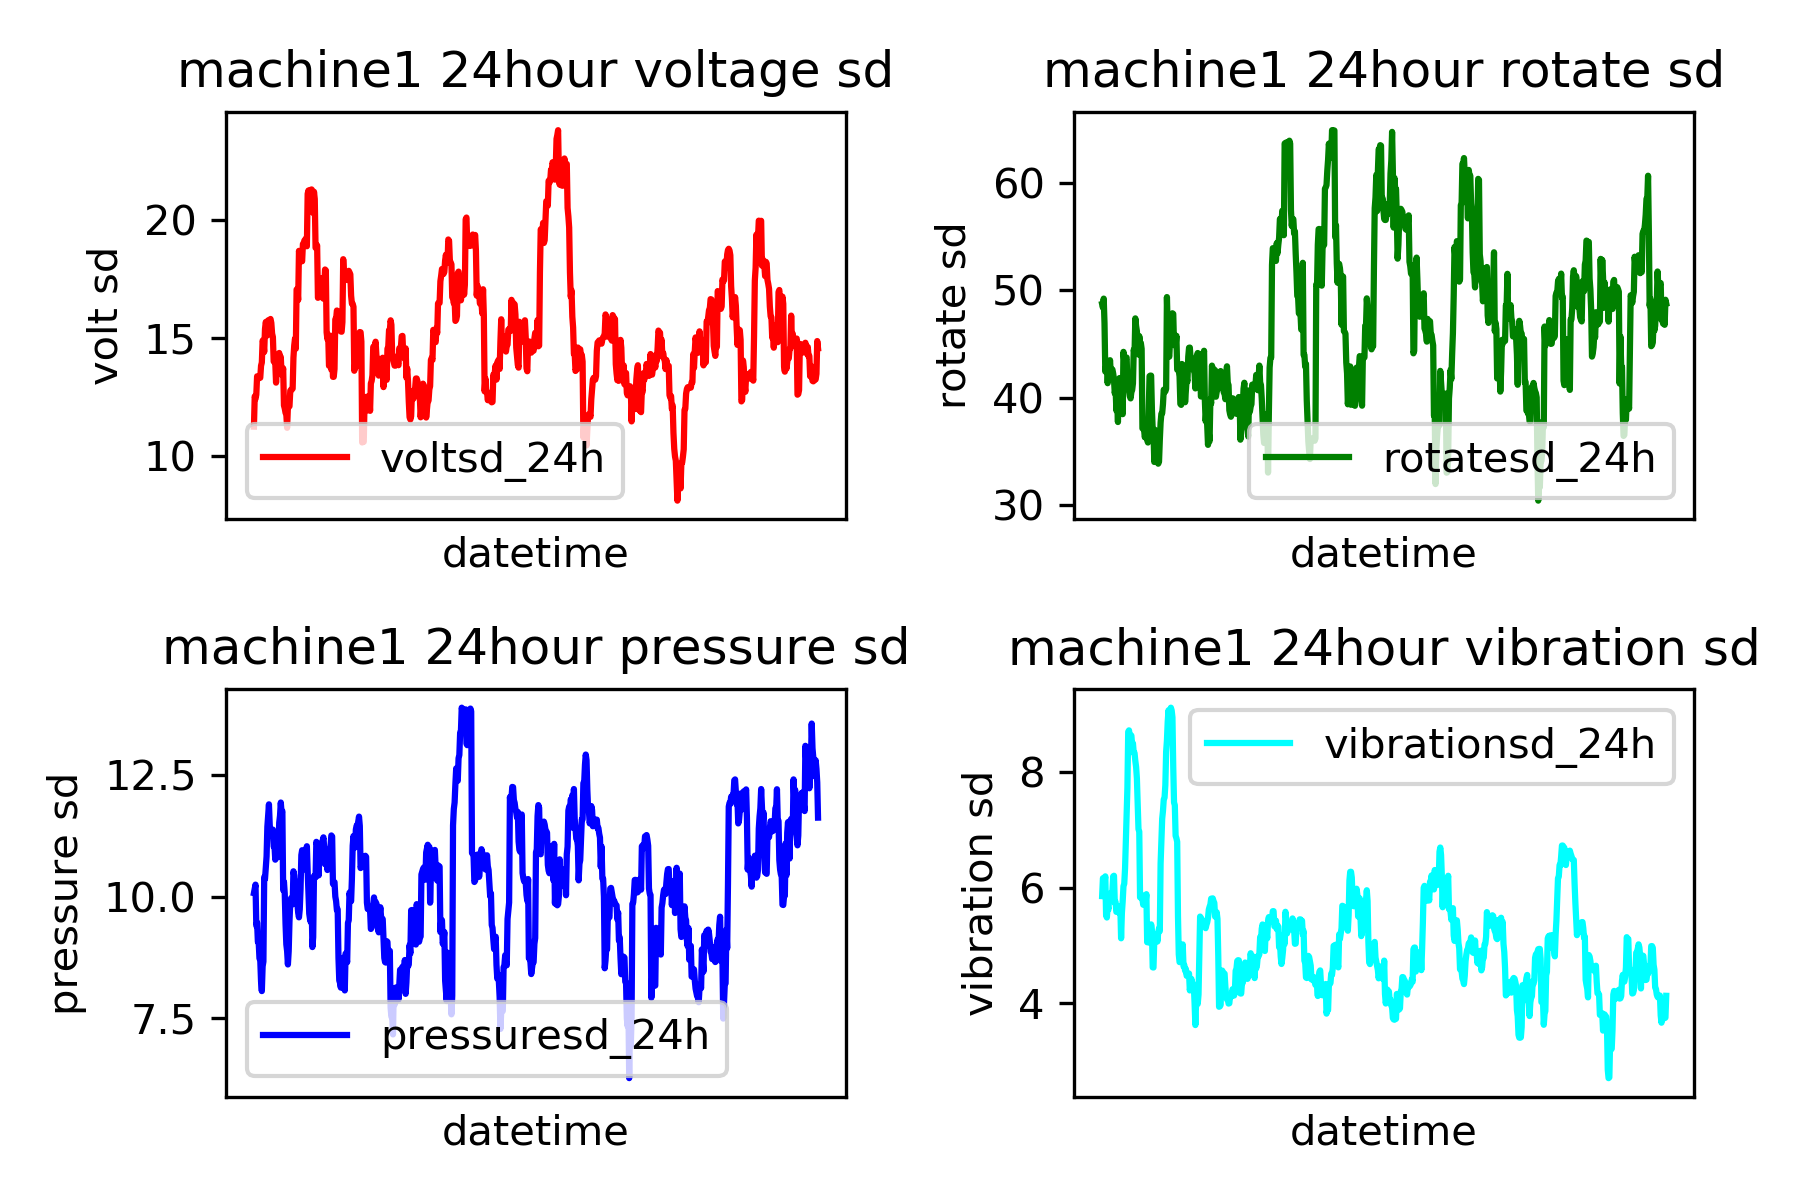 machine1 24hour voltage sd
volt sd
20
15
10
voltsd_24h
datetime
machine1 24hour rotate sd
rotate sd
60
50
40
30
rotatesd_24h
datetime
machine1 24hour pressure sd
pressure sd
12.5
10.0
7.5
pressuresd_24h
datetime
machine1 24hour vibration sd
vibration sd
8
6
4
vibrationsd_24h
datetime